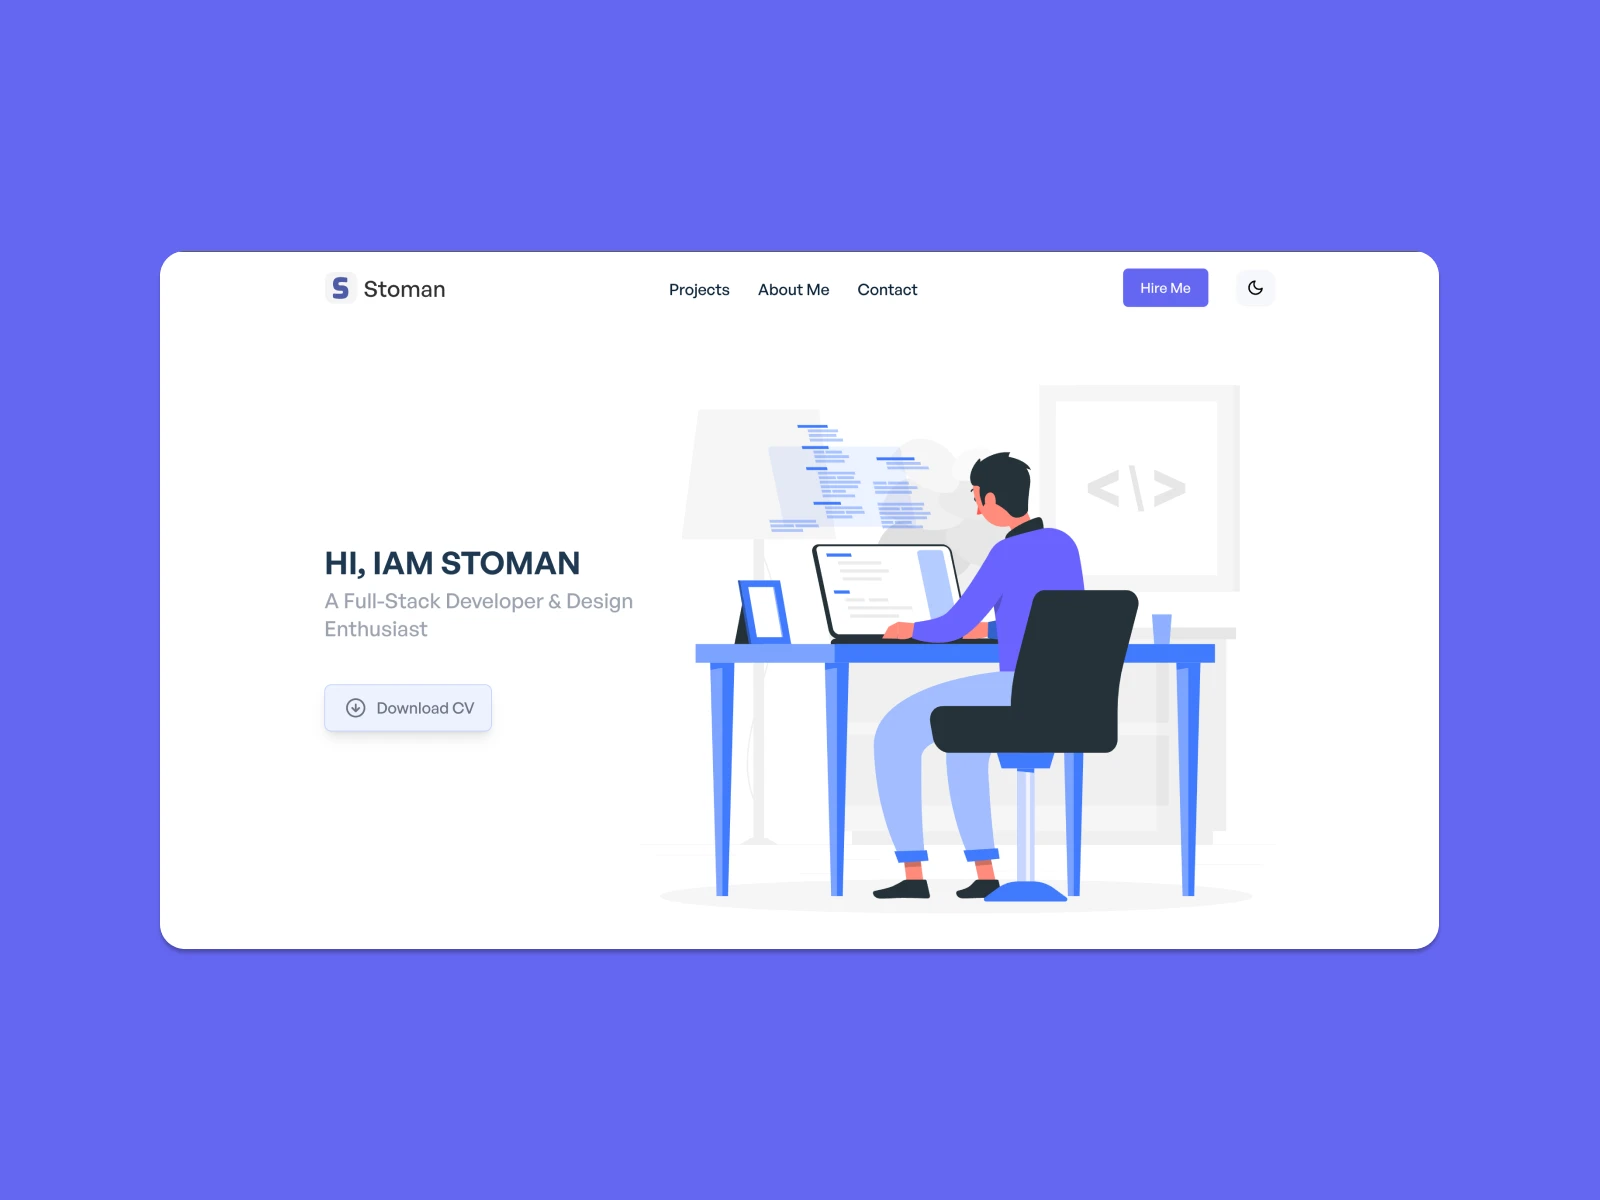 S Stoman
Projects About Me Contact
Hire Me
<\>
HI, IAM STOMAN
A Full-Stack Developer & Design
Enthusiast
Download CV